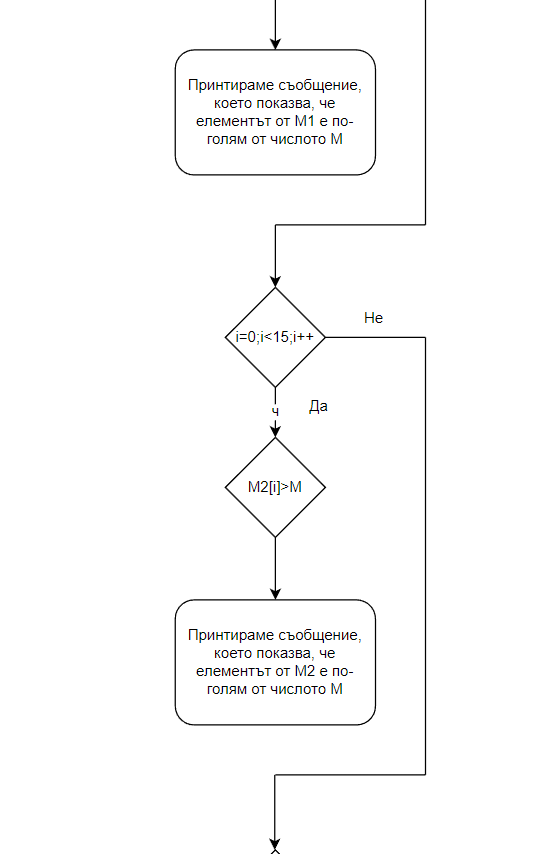 Принтираме съобщение,
което показва, че
елементът от М1 е по-
голям от числото М
Не
i=0;i<15;i++
Да
ч
M2[i]>M
Принтираме съобщение,
което показва, че
елементът от М2 е по-
голям от числото М